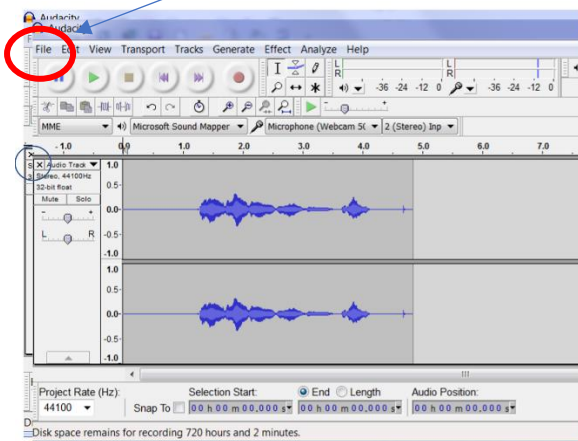 Audacity
Audacity
File Edit View Transport Tracks Generate Effect Analyze Help
L
R
-36 -24 -12 0
L
R
-36 -24 -12 0
MME
Microsoft Sound Mapper
Microphone (Webcam 5(
2 (Stereo) Inp
- 1.0 0.0 1.0 2.0 3.0 4.0 5.0 6.0 7.0
X Audio Track
Stereo, 44100Hz
32-bit float
Mute Solo
- +
L R
1.0
0.5-
0.0-
-0.5-
-1.0
1.0
0.5-
0.0-
-0.5-
-1.0
Project Rate (Hz):
44100
Snap To
Selection Start:
00 h 00 m 00.000 s
End Length
00 h 00 m 00.000 s
Audio Position:
00 h 00 m 00.000 s
Disk space remains for recording 720 hours and 2 minutes.